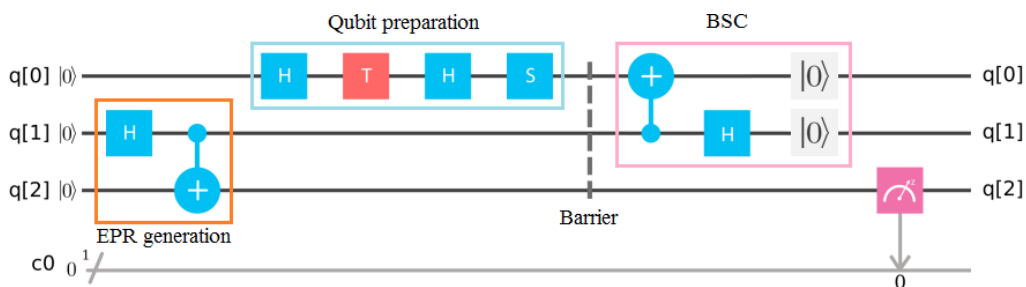 Qubit preparation BSC
q[0] |0⟩ H T H S + |0⟩ q[0]
q[1] |0⟩ H H |0⟩ q[1]
q[2] |0⟩ + z q[2]
EPR generation Barrier
c0 0 1 0